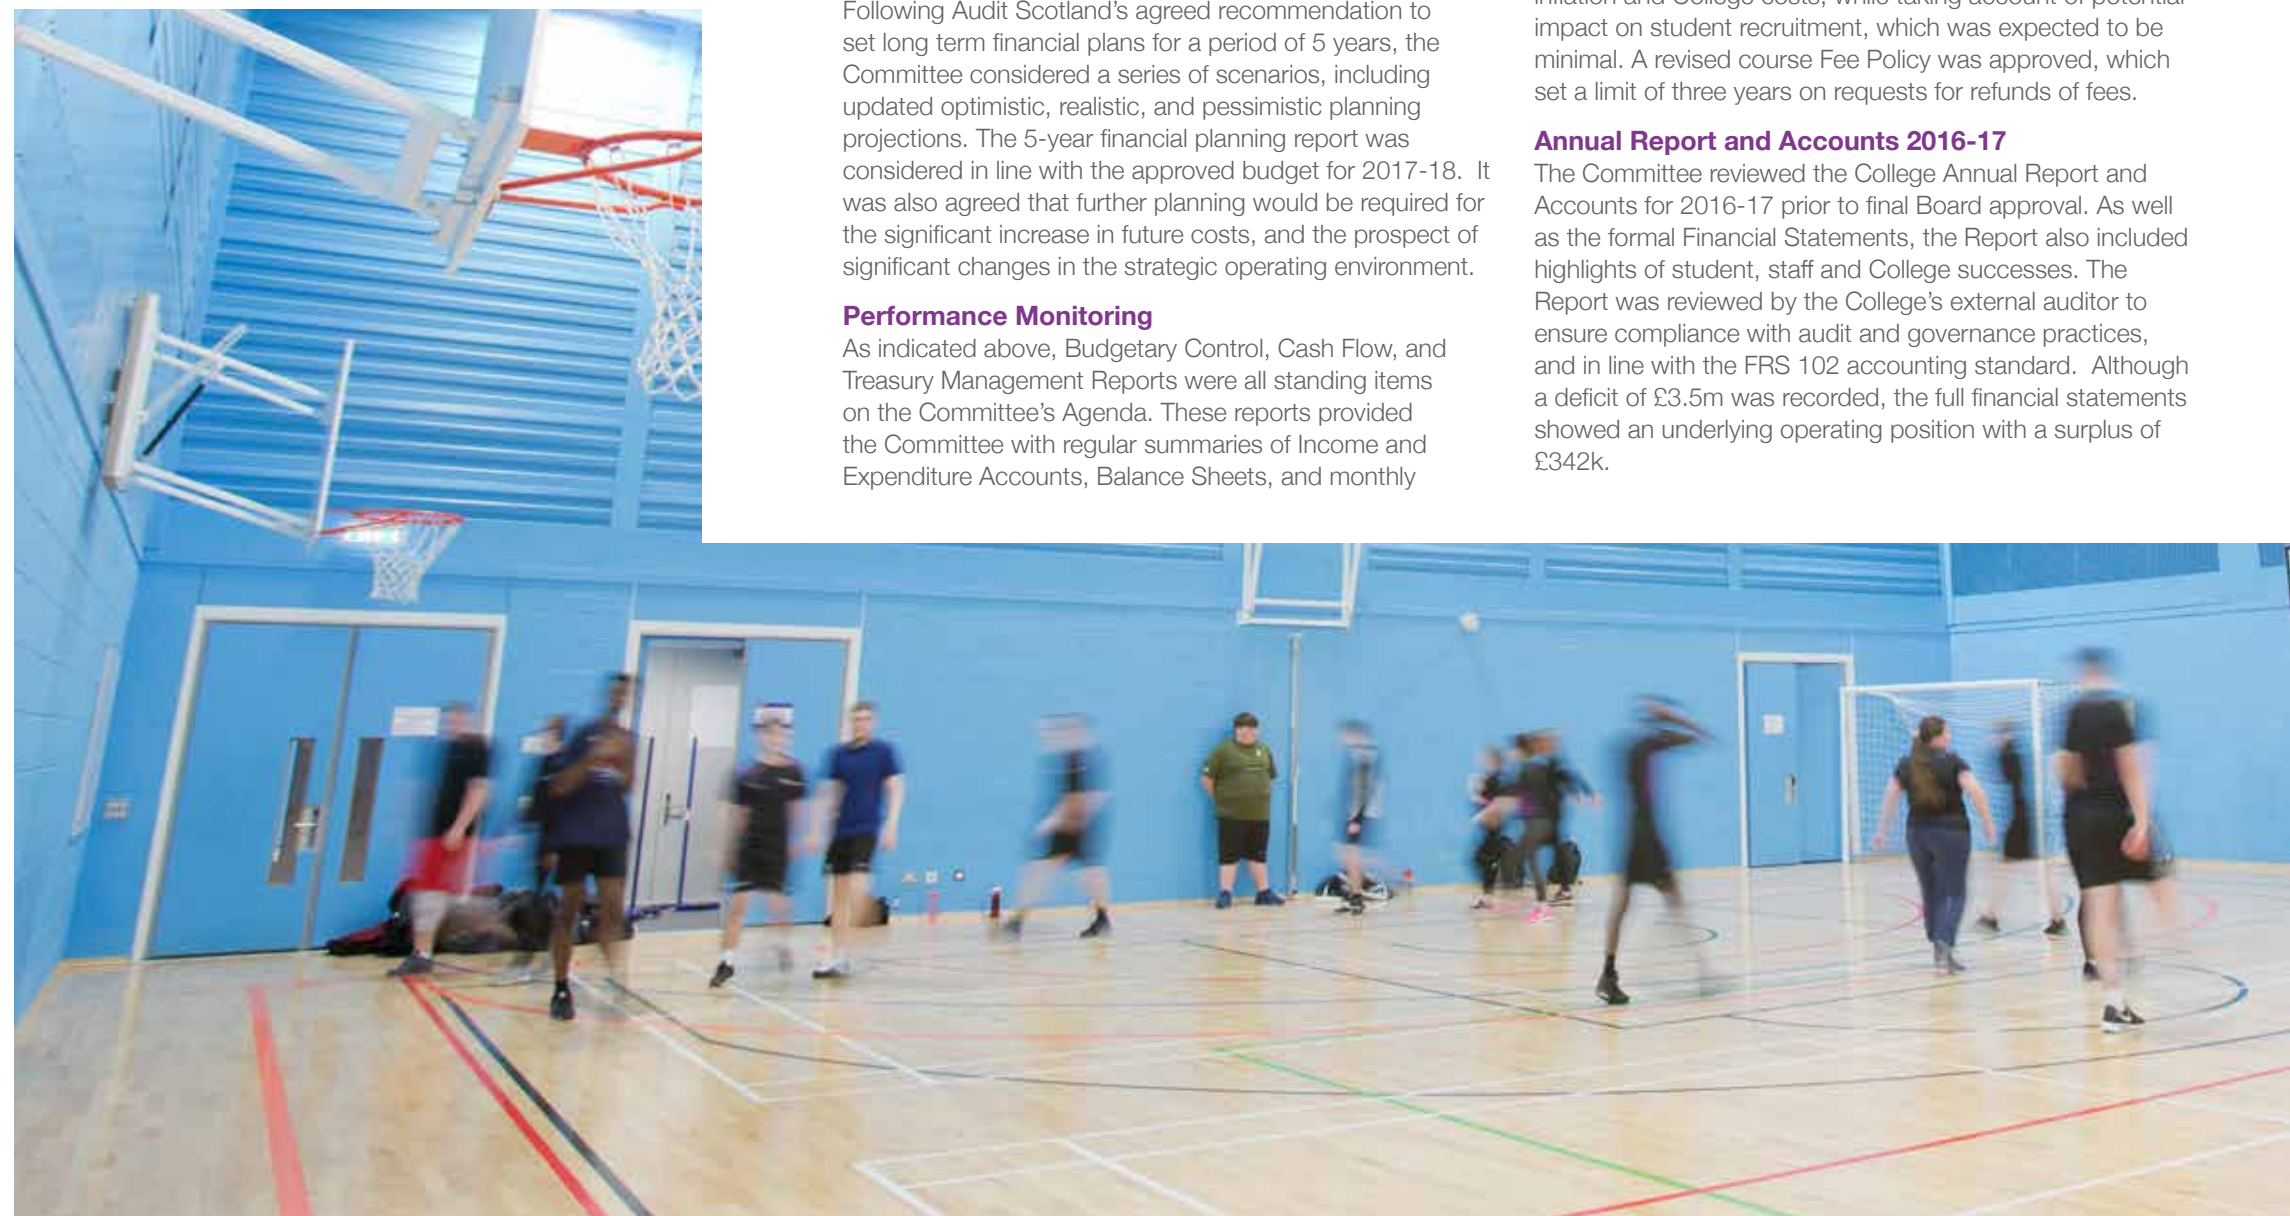 Following Audit Scotland's agreed recommendation to
set long term financial plans for a period of 5 years, the
Committee considered a series of scenarios, including
updated optimistic, realistic, and pessimistic planning
projections. The 5-year financial planning report was
considered in line with the approved budget for 2017-18.  It
was also agreed that further planning would be required for
the significant increase in future costs, and the prospect of
significant changes in the strategic operating environment.
Performance Monitoring
As indicated above, Budgetary Control, Cash Flow, and
Treasury Management Reports were all standing items
on the Committee's Agenda. These reports provided
the Committee with regular summaries of Income and
Expenditure Accounts, Balance Sheets, and monthly
inflation and College costs, while taking account of potential
impact on student recruitment, which was expected to be
minimal. A revised course Fee Policy was approved, which
set a limit of three years on requests for refunds of fees.
Annual Report and Accounts 2016-17
The Committee reviewed the College Annual Report and
Accounts for 2016-17 prior to final Board approval. As well
as the formal Financial Statements, the Report also included
highlights of student, staff and College successes. The
Report was reviewed by the College's external auditor to
ensure compliance with audit and governance practices,
and in line with the FRS 102 accounting standard.  Although
a deficit of £3.5m was recorded, the full financial statements
showed an underlying operating position with a surplus of
£342k.